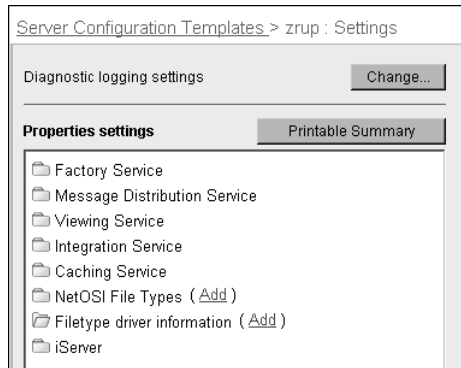 Server Configuration Templates > zrup : Settings
Diagnostic logging settings Change...
Properties settings Printable Summary
Factory Service
Message Distribution Service
Viewing Service
Integration Service
Caching Service
NetOSI File Types ( Add )
Filetype driver information ( Add )
iServer